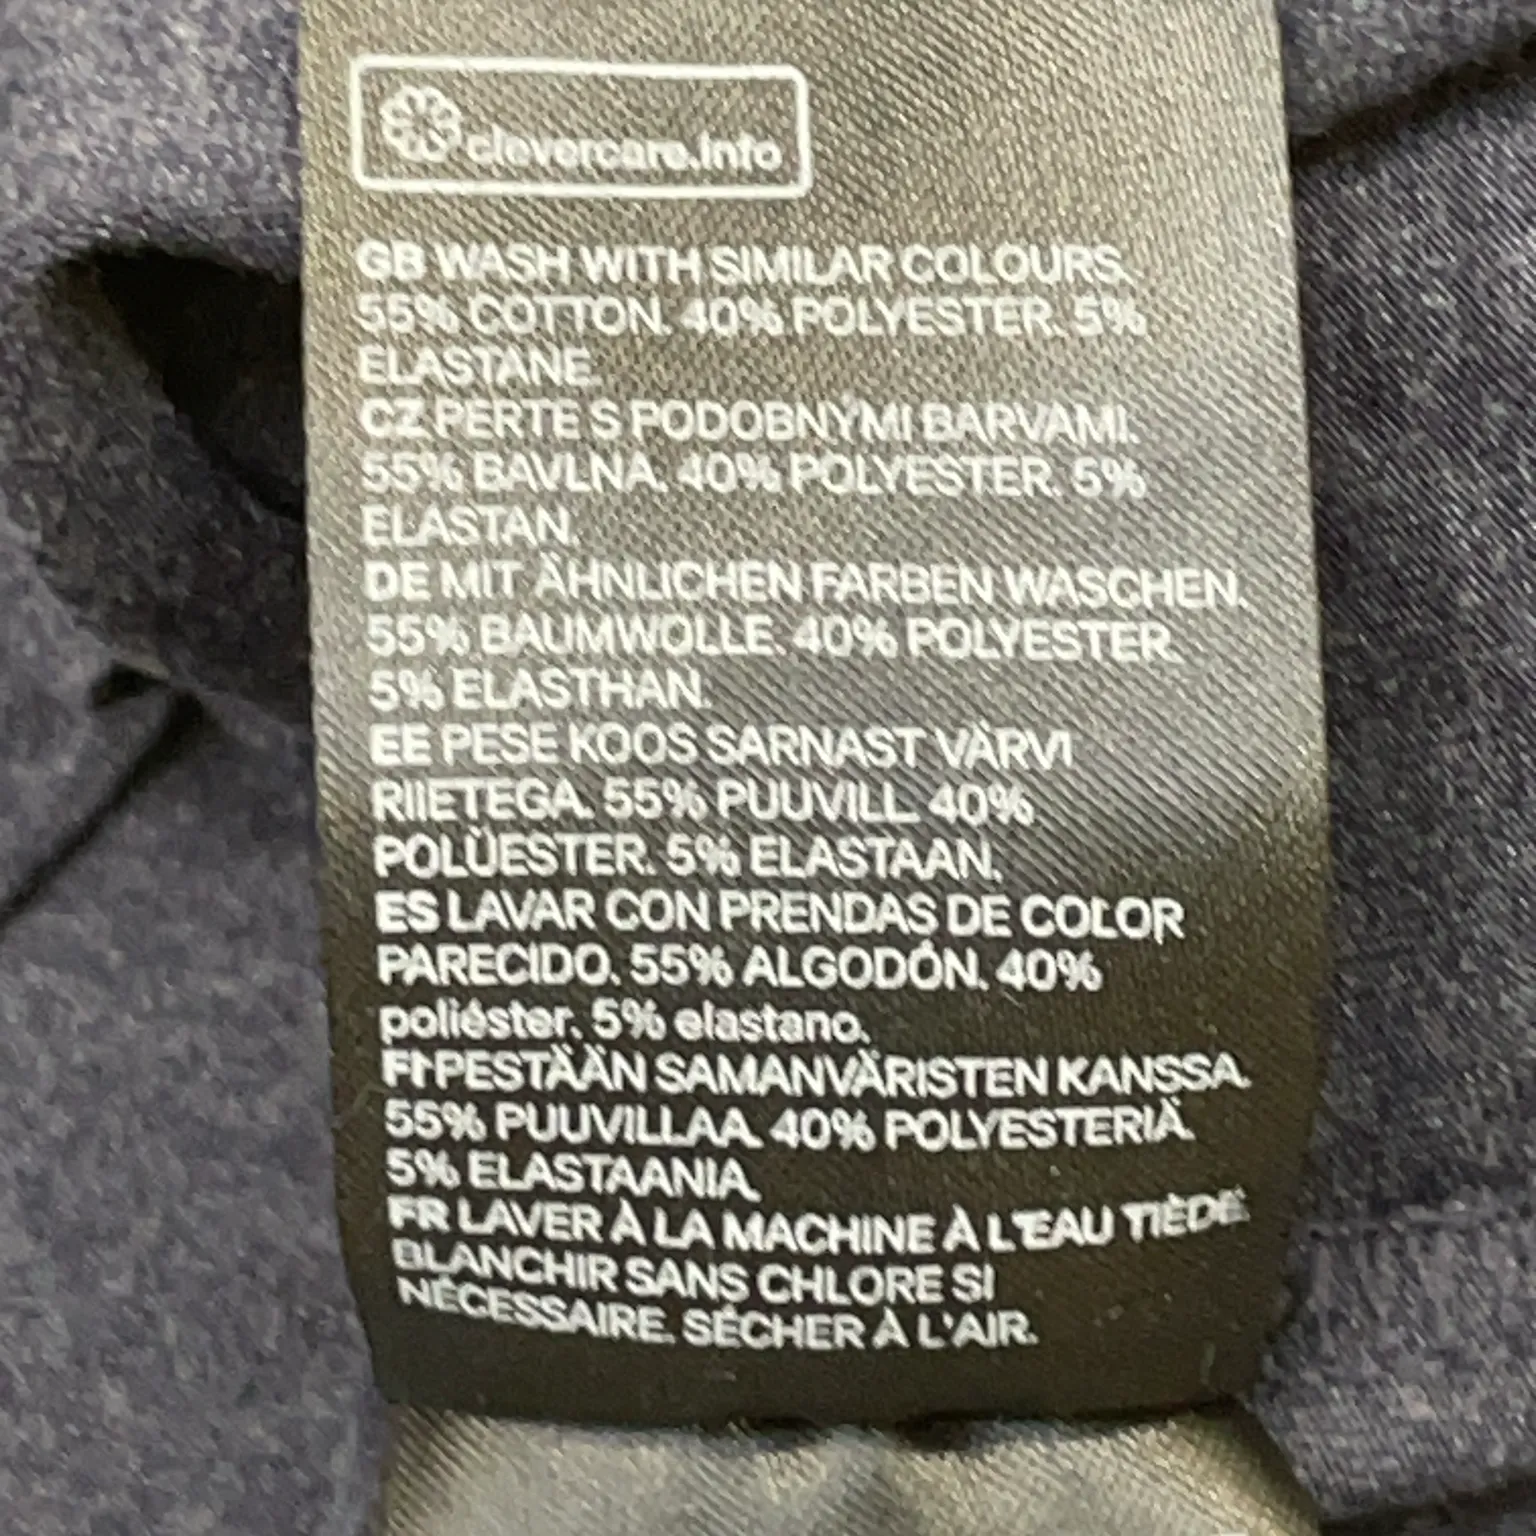 clevercare.info
GB WASH WITH SIMILAR COLOURS.
55% COTTON. 40% POLYESTER. 5%
ELASTANE.
CZ PERTE S PODOBNÝMI BARVAMI.
55% BAVLNA. 40% POLYESTER. 5%
ELASTAN.
DE MIT ÄHNLICHEN FARBEN WASCHEN.
55% BAUMWOLLE. 40% POLYESTER.
5% ELASTHAN.
EE PESE KOOS SARNAST VÄRVI
RIIETEGA. 55% PUUVILL. 40%
POLÜESTER. 5% ELASTAAN.
ES LAVAR CON PRENDAS DE COLOR
PARECIDO. 55% ALGODÓN. 40%
poliéster. 5% elastano.
FI PESTÄÄN SAMANVÄRISTEN KANSSA.
55% PUUVILLAA. 40% POLYESTERIÄ.
5% ELASTAANIA.
FR LAVER À LA MACHINE À L'EAU TIÈDE.
BLANCHIR SANS CHLORE SI
NÉCESSAIRE. SÉCHER À L'AIR.